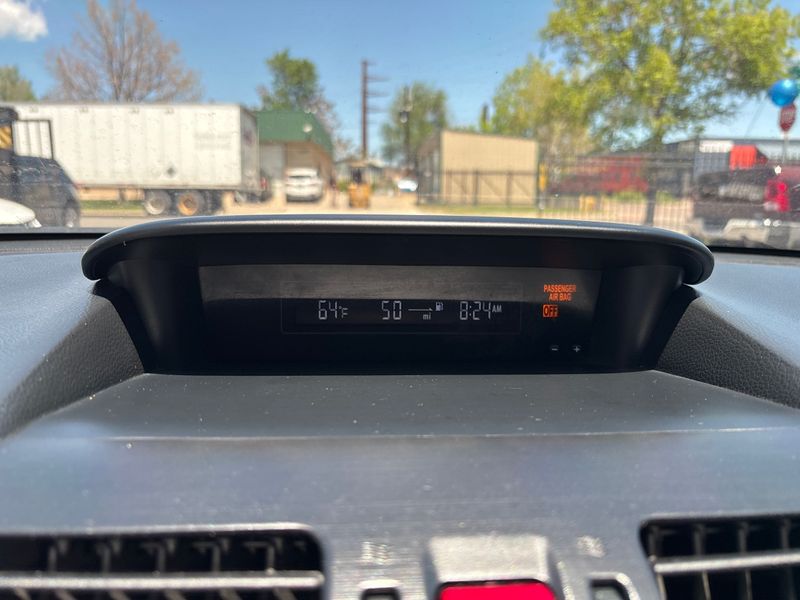 64°F 50 mi 8:24 AM
PASSENGER
AIR BAG
OFF
- +